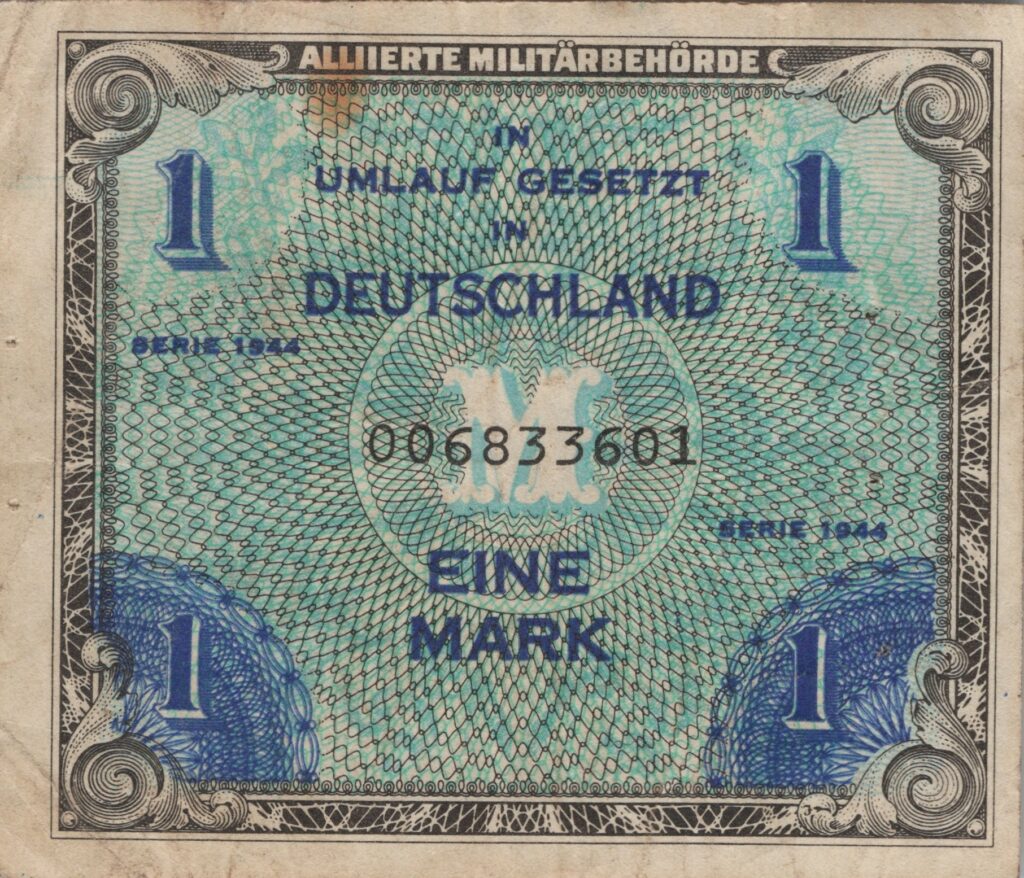 ALLIIERTE MILITÄRBEHÖRDE
IN
1 UMLAUF GESETZT 1
IN
DEUTSCHLAND
SERIE 1944
M
006833601
SERIE 1944
EINE
1 MARK 1